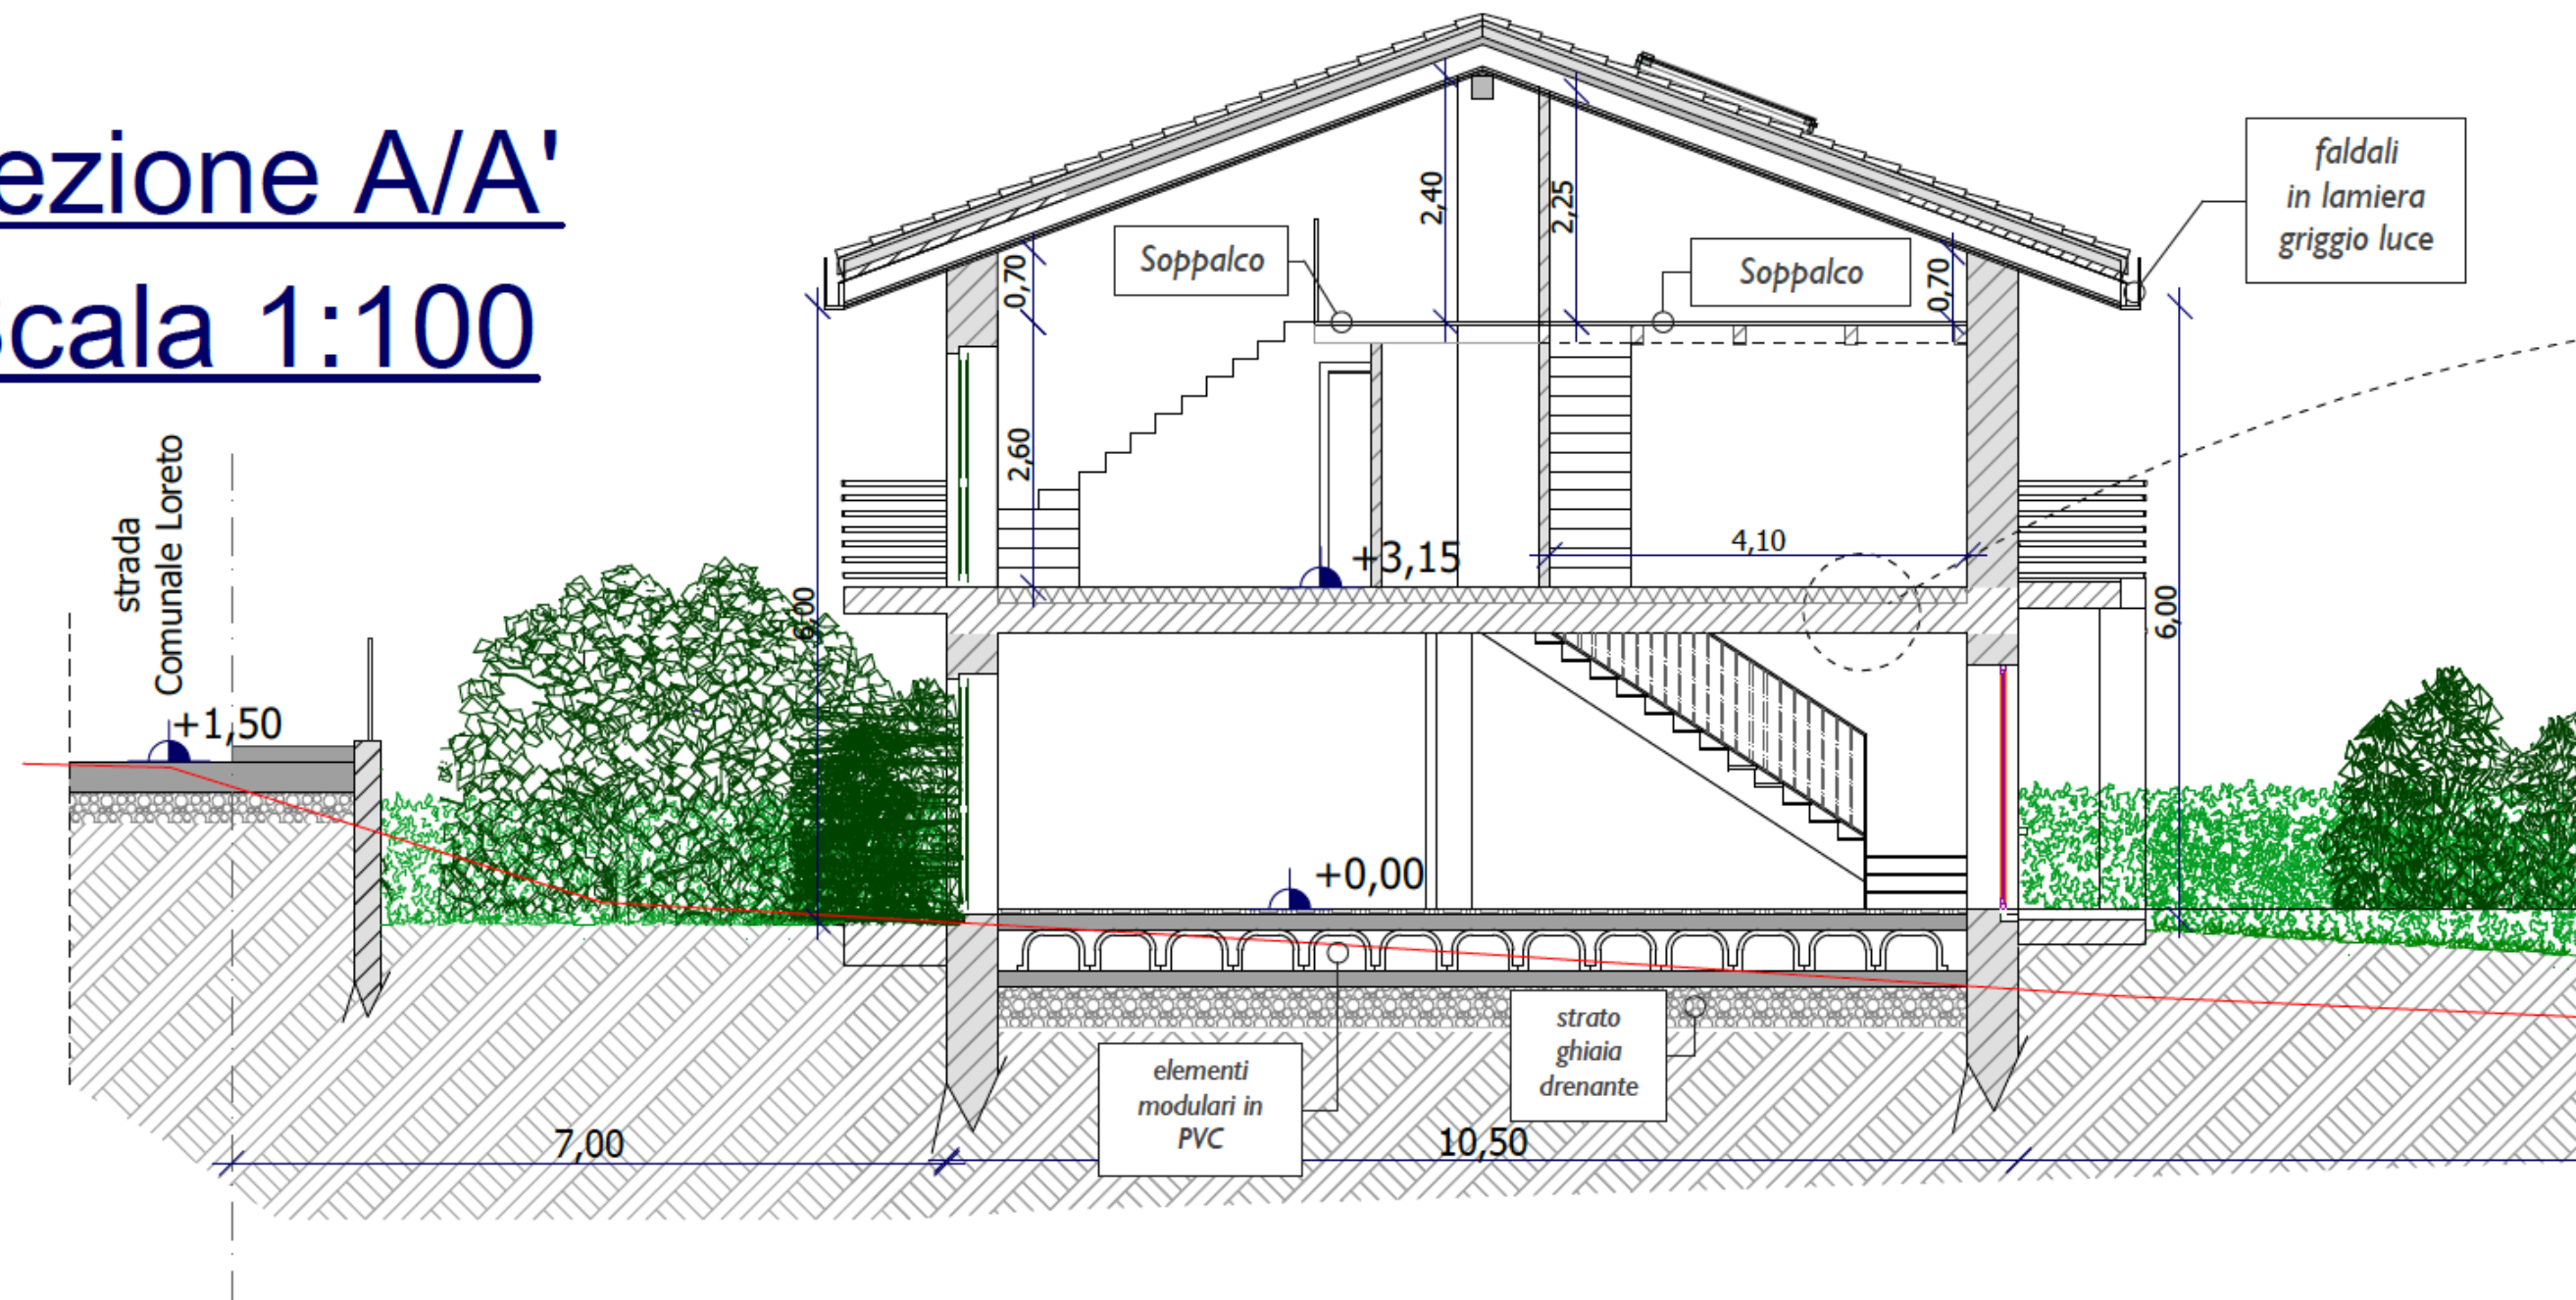 ezione A/A'
cala 1:100
strada
Comunale Loreto
+1,50
6,00
0,70
2,60
Soppalco
2,40
2,25
Soppalco
0,70
faldali
in lamiera
griggio luce
+3,15
4,10
6,00
+0,00
elementi
modulari in
PVC
strato
ghiaia
drenante
7,00
10,50